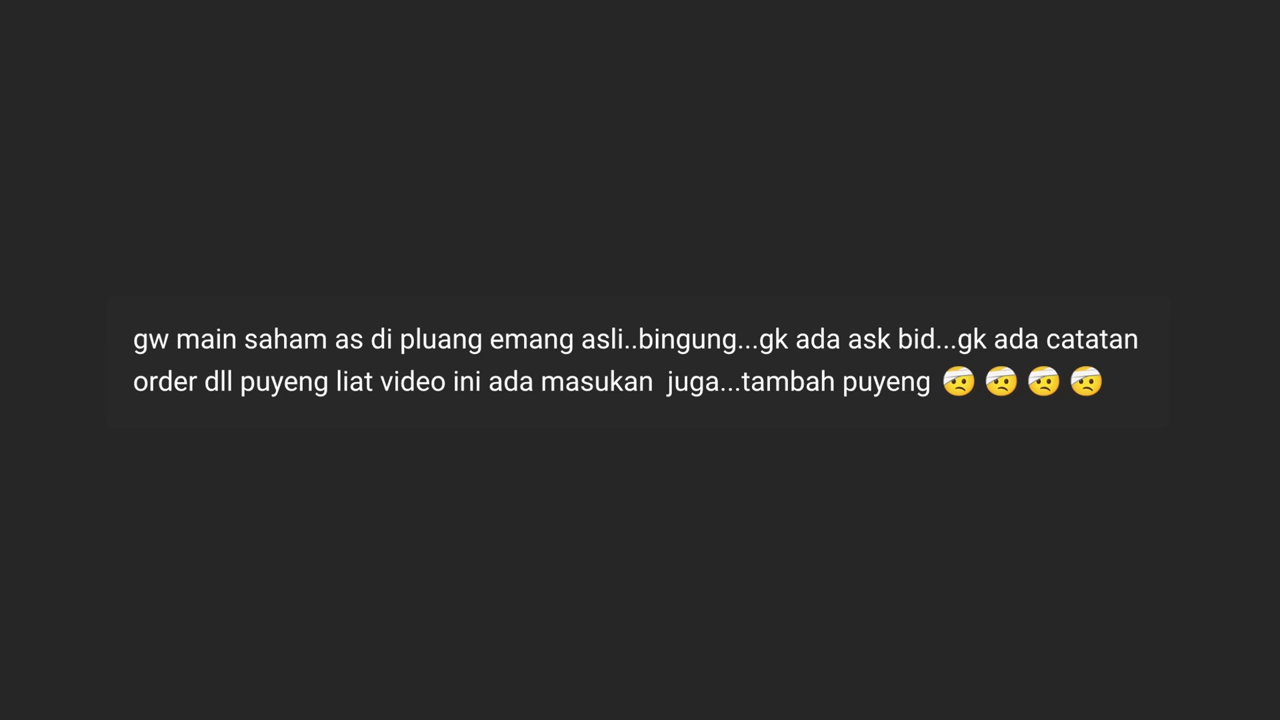 gw main saham as di pluang emang asli..bingung...gk ada ask bid...gk ada catatan
order dll puyeng liat video ini ada masukan  juga...tambah puyeng 🤕 🤕 🤕 🤕